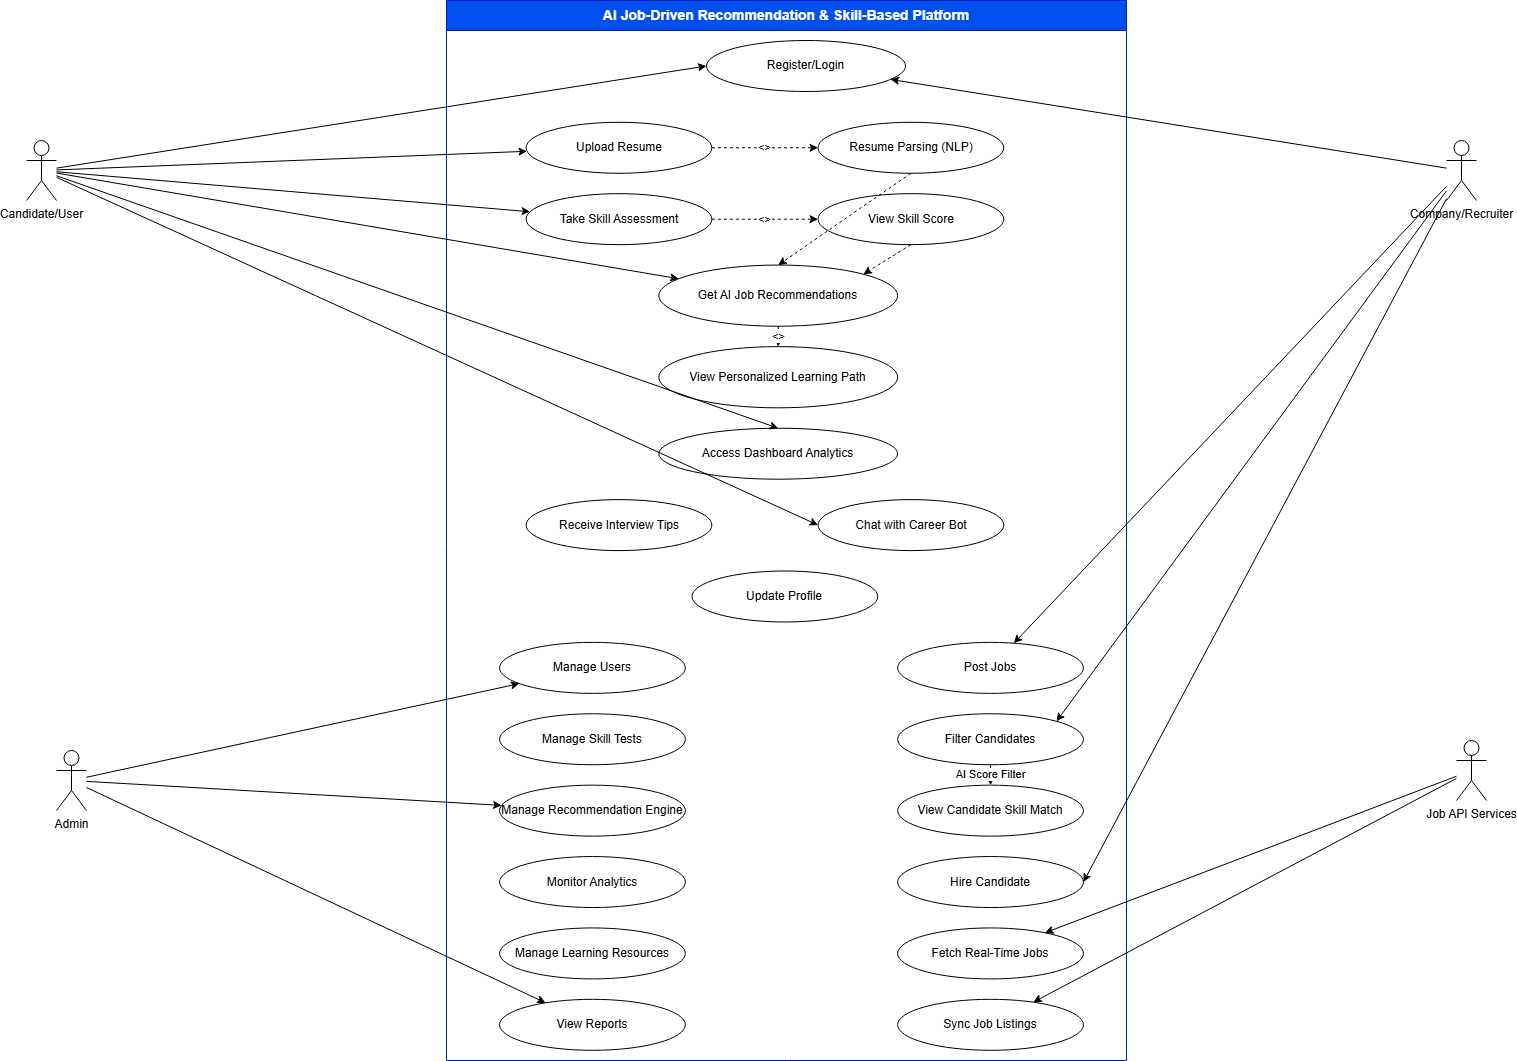 AI Job-Driven Recommendation & Skill-Based Platform
Register/Login
Upload Resume
<>
Resume Parsing (NLP)
Candidate/User
Company/Recruiter
Take Skill Assessment
<>
View Skill Score
Get AI Job Recommendations
<>
View Personalized Learning Path
Access Dashboard Analytics
Receive Interview Tips
Chat with Career Bot
Update Profile
Manage Users
Post Jobs
Manage Skill Tests
Filter Candidates
AI Score Filter
Manage Recommendation Engine
View Candidate Skill Match
Admin
Job API Services
Monitor Analytics
Hire Candidate
Manage Learning Resources
Fetch Real-Time Jobs
View Reports
Sync Job Listings